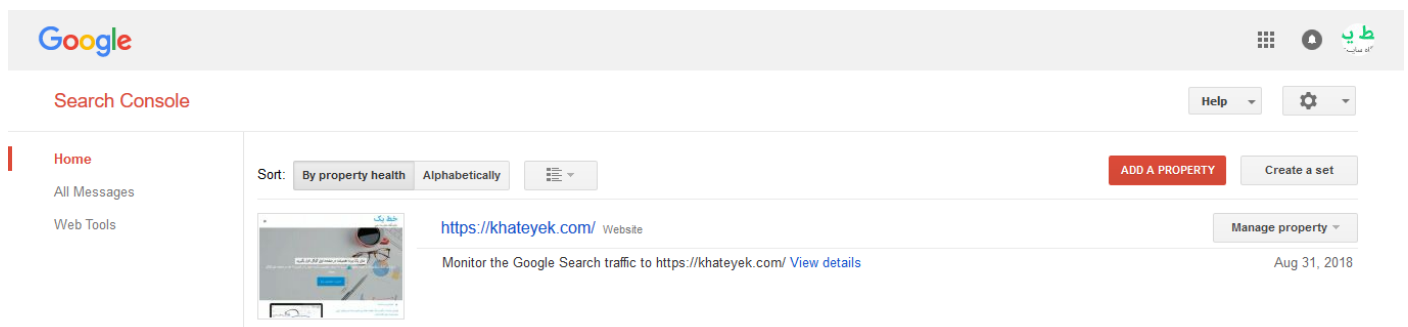 Google
ط ی
Search Console
Help
Home
All Messages
Web Tools
Sort: By property health Alphabetically
ADD A PROPERTY
Create a set
خط یک
https://khateyek.com/ Website
Manage property
Monitor the Google Search traffic to https://khateyek.com/ View details
Aug 31, 2018